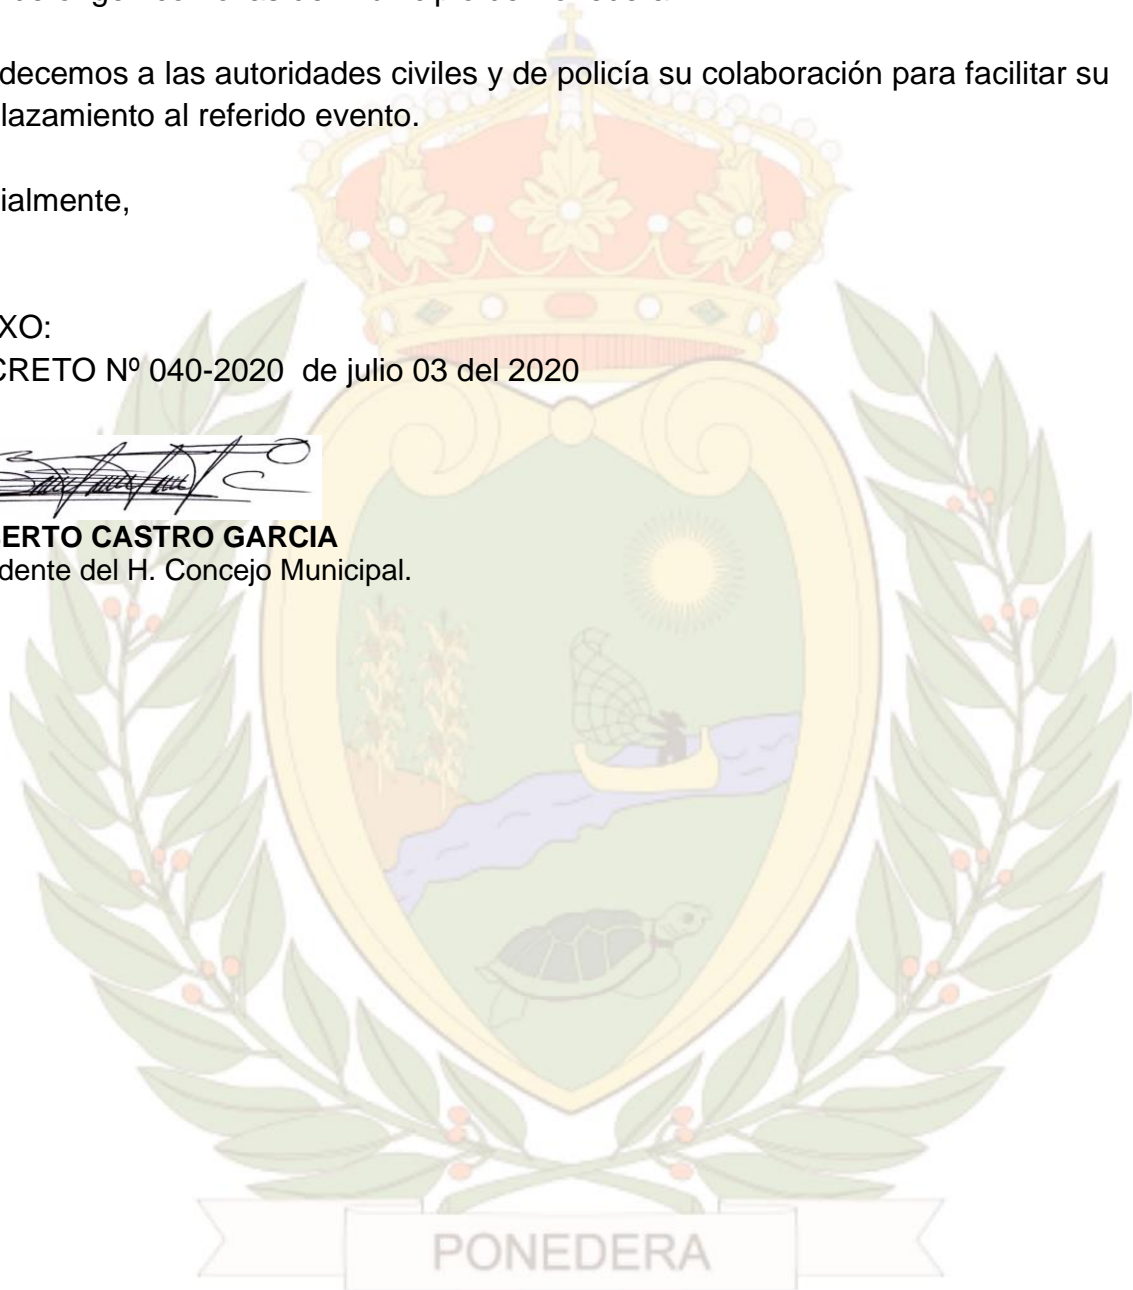 decemos a las autoridades civiles y de policía su colaboración para facilitar su
lazamiento al referido evento.
ialmente,
XO:
CRETO Nº 040-2020 de julio 03 del 2020
BERTO CASTRO GARCIA
dente del H. Concejo Municipal.
PONEDERA